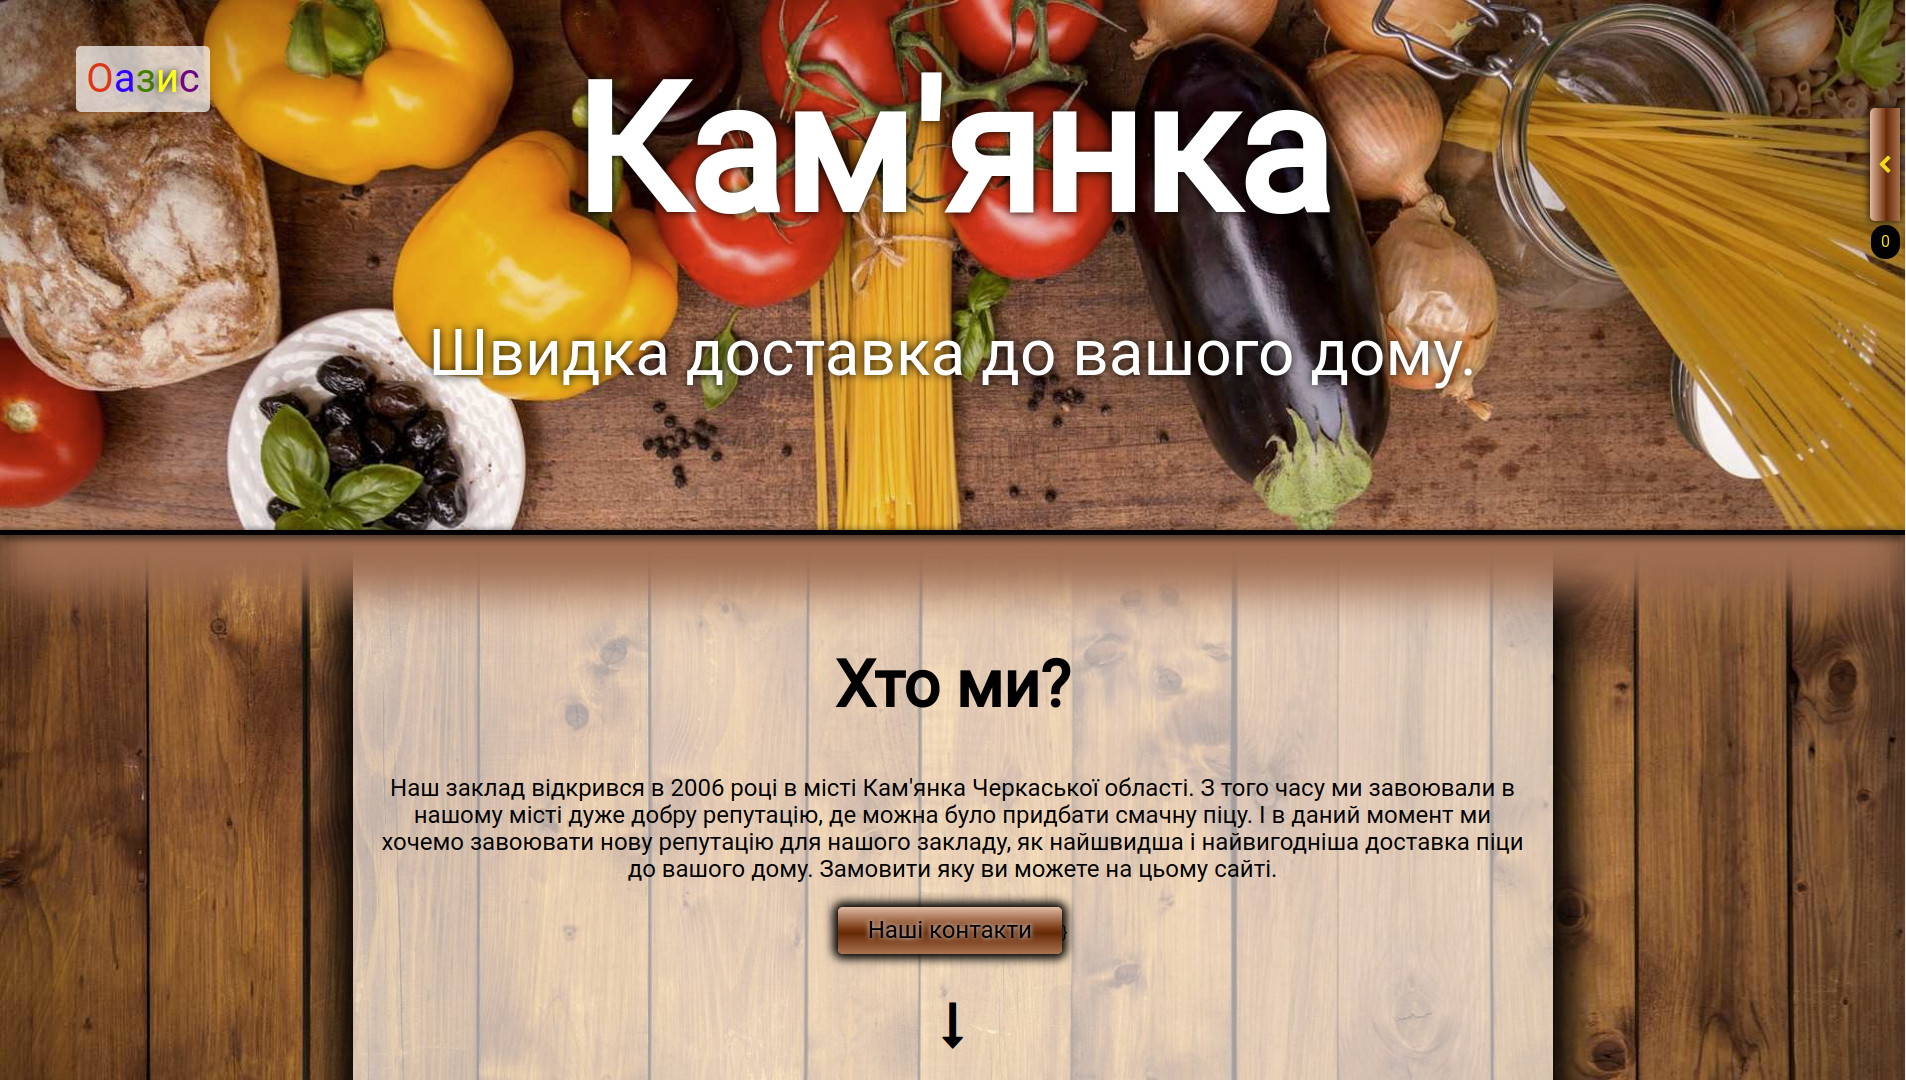 Оазис
Кам'янка
0
Швидка доставка до вашого дому.
Хто ми?
Наш заклад відкрився в 2006 році в місті Кам'янка Черкаської області. З того часу ми завоювали в
нашому місті дуже добру репутацію, де можна було придбати смачну піцу. І в даний момент ми
хочемо завоювати нову репутацію для нашого закладу, як найшвидша і найвигодніша доставка піци
до вашого дому. Замовити яку ви можете на цьому сайті.
Наші контакти }